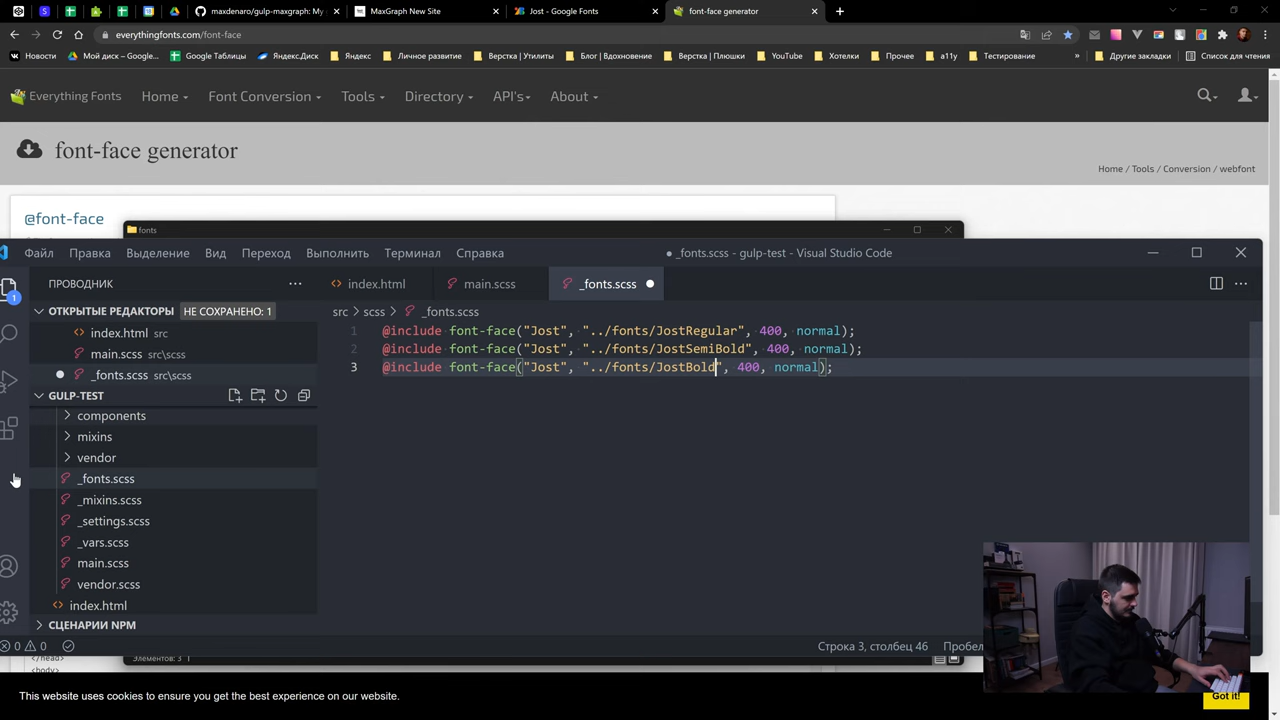 maxdenaro/gulp-maxgraph: My
MaxGraph New Site
Jost - Google Fonts
font-face generator
everythingfonts.com/font-face
Новости
Мой диск – Google...
Google Таблицы
Яндекс.Диск
Яндекс
Личное развитие
Верстка | Утилиты
Блог | Вдохновение
Верстка | Плюшки
YouTube
Хотелки
Прочее
a11y
Тестирование
»
Другие закладки
Список для чтения
Everything Fonts
Home
Font Conversion
Tools
Directory
API's
About
font-face generator
Home / Tools / Conversion / webfont
@font-face
fonts
Файл
Правка
Выделение
Вид
Переход
Выполнить
Терминал
Справка
● _fonts.scss - gulp-test - Visual Studio Code
ПРОВОДНИК
index.html
main.scss
_fonts.scss
ОТКРЫТЫЕ РЕДАКТОРЫ
НЕ СОХРАНЕНО: 1
src > scss > _fonts.scss
index.html src
main.scss src\scss
_fonts.scss src\scss
1 @include font-face("Jost", "../fonts/JostRegular", 400, normal);
2 @include font-face("Jost", "../fonts/JostSemiBold", 400, normal);
3 @include font-face("Jost", "../fonts/JostBold", 400, normal);
1
GULP-TEST
components
mixins
vendor
_fonts.scss
_mixins.scss
_settings.scss
_vars.scss
main.scss
vendor.scss
index.html
СЦЕНАРИИ NPM
0
0
Строка 3, столбец 46
</head>
<body>
This website uses cookies to ensure you get the best experience on our website.
Got it!